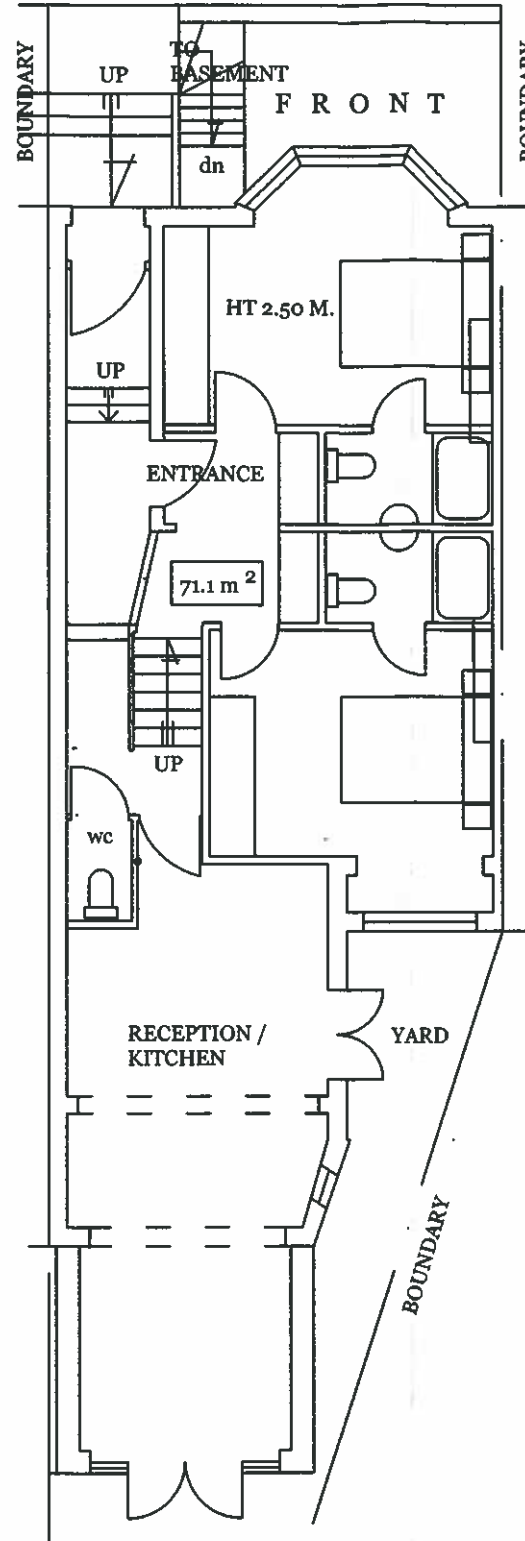 BOUNDARY
UP
TO
BASEMENT
FRONT
BOUNDARY
dn
HT 2.50 M.
UP
ENTRANCE
71.1 m ²
UP
wc
RECEPTION /
KITCHEN
YARD
BOUNDARY